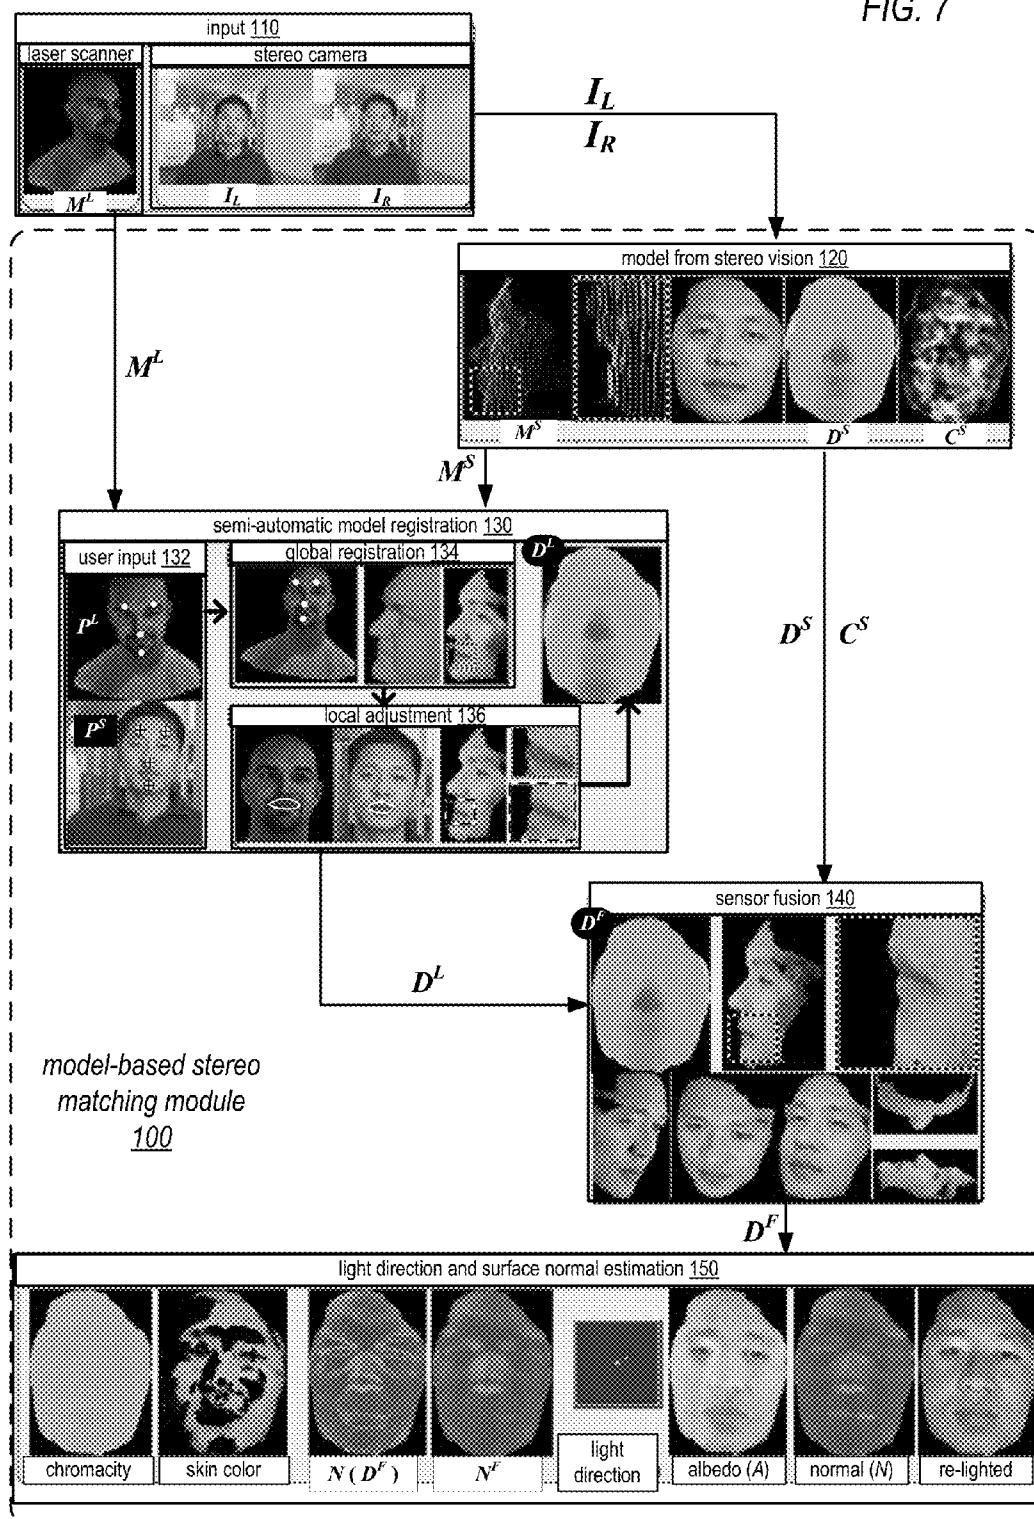 FIG. 7
input 110
laser scanner
stereo camera
M^L
I_L
I_R
I_L
I_R
model from stereo vision 120
M^S
D^S
C^S
M^L
M^S
semi-automatic model registration 130
user input 132
global registration 134
D^L
P^L
P^S
local adjustment 136
D^S
C^S
sensor fusion 140
D^F
D^L
model-based stereo
matching module
100
D^F
light direction and surface normal estimation 150
chromacity
skin color
N ( D^F )
N^F
light
direction
albedo (A)
normal (N)
re-lighted